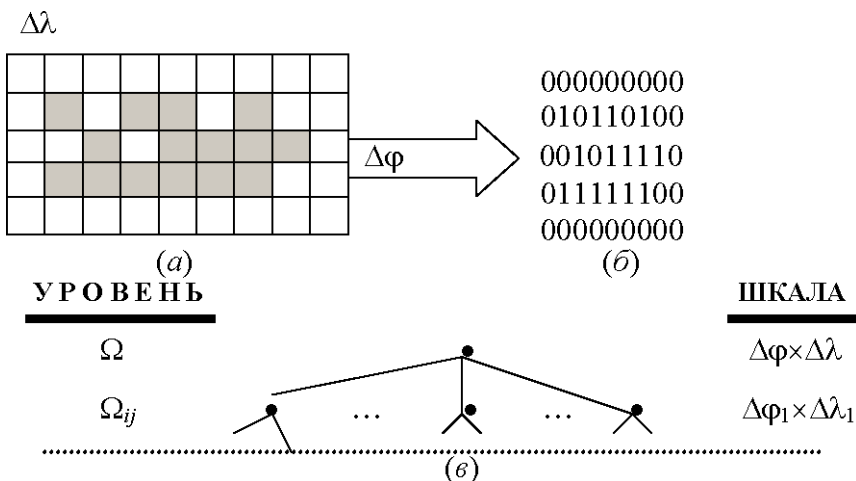 Δλ
000000000
010110100
Δφ
001011110
011111100
000000000
(а)
(б)
УРОВЕНЬ
ШКАЛА
Ω
Δφ×Δλ
Ωij
...
...
Δφ1×Δλ1
(в)